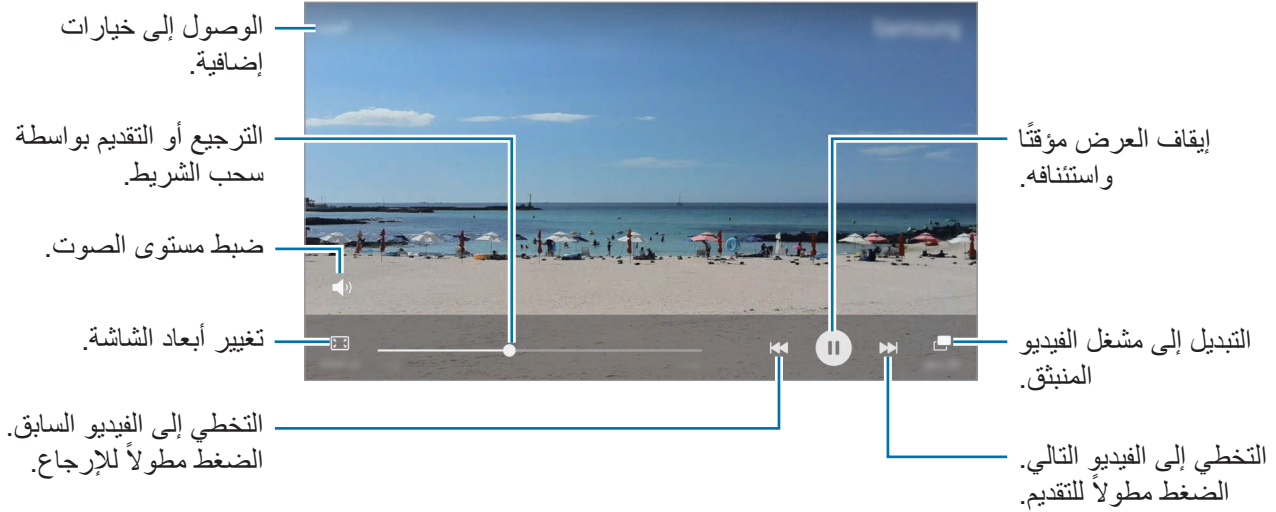 الوصول إلى خيارات
إضافية.
الترجيع أو التقديم بواسطة
سحب الشريط.
ضبط مستوى الصوت.
تغيير أبعاد الشاشة.
التخطي إلى الفيديو السابق.
الضغط مطولاً للإرجاع.
إيقاف العرض مؤقتًا
واستئنافه.
التبديل إلى مشغل الفيديو
المنبثق.
التخطي إلى الفيديو التالي.
الضغط مطولاً للتقديم.